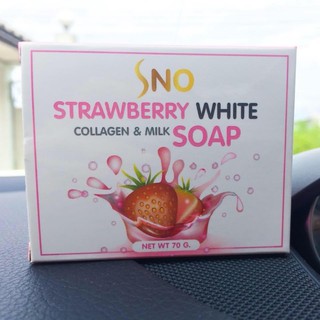 SNO
STRAWBERRY WHITE
COLLAGEN & MILK SOAP
NET WT 70 G.